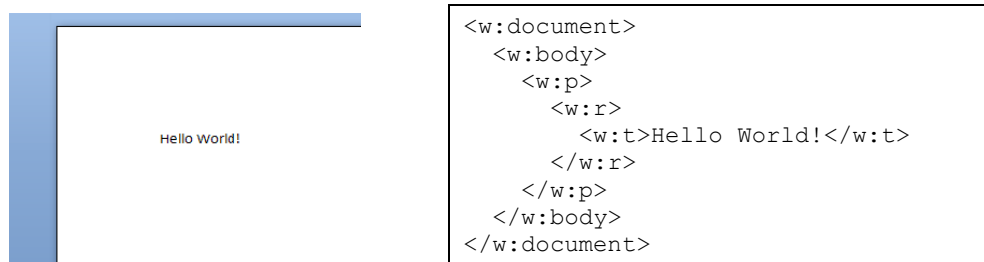 Hello World!
<w:document>
  <w:body>
    <w:p>
      <w:r>
        <w:t>Hello World!</w:t>
      </w:r>
    </w:p>
  </w:body>
</w:document>